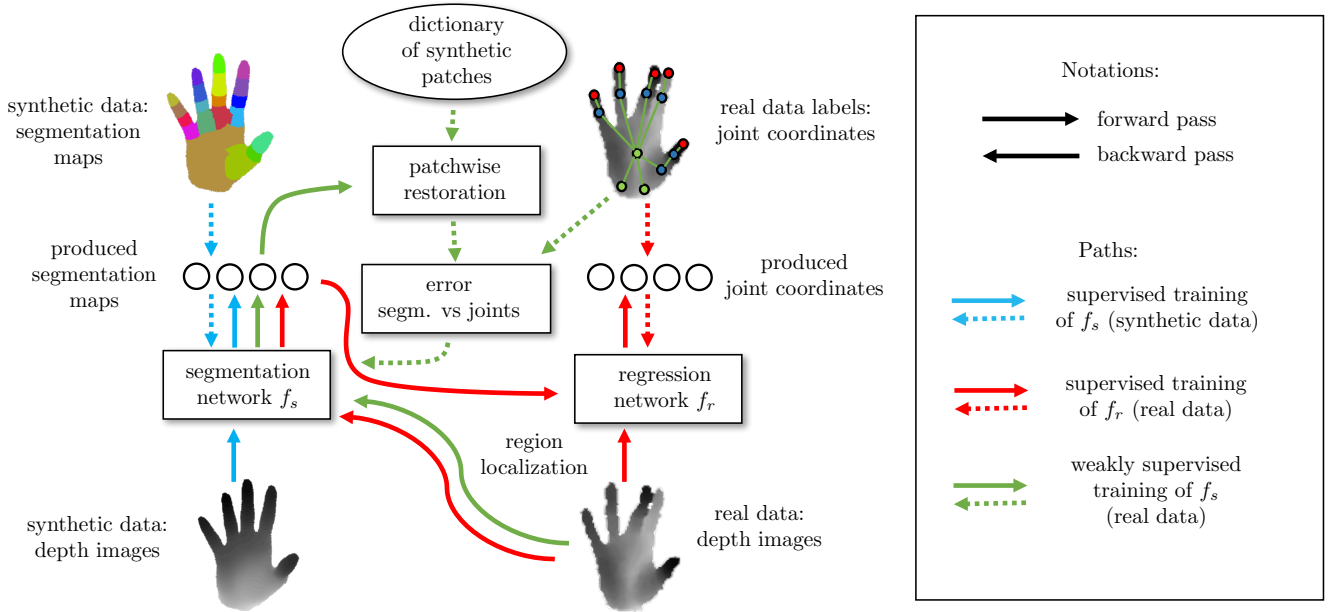 dictionary
of synthetic
patches
synthetic data:
segmentation
maps
real data labels:
joint coordinates
patchwise
restoration
produced
segmentation
maps
error
segm. vs joints
produced
joint coordinates
segmentation
network f_s
regression
network f_r
region
localization
synthetic data:
depth images
real data:
depth images
Notations:
forward pass
backward pass
Paths:
supervised training
of f_s (synthetic data)
supervised training
of f_r (real data)
weakly supervised
training of f_s
(real data)